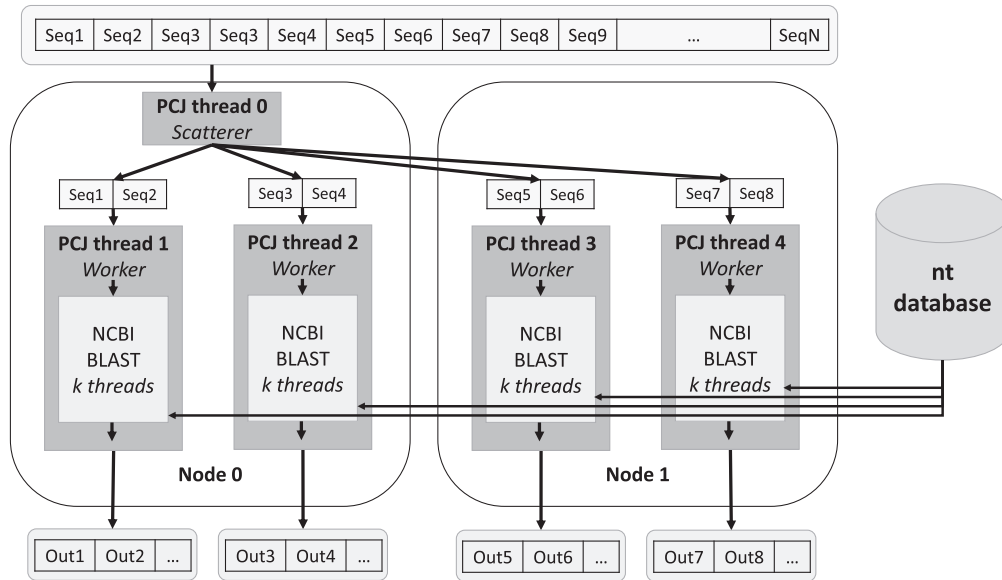 Seq1 Seq2 Seq3 Seq3 Seq4 Seq5 Seq6 Seq7 Seq8 Seq9 ... SeqN
PCJ thread 0
Scatterer
Seq1 Seq2
Seq3 Seq4
Seq5 Seq6
Seq7 Seq8
PCJ thread 1
Worker
NCBI
BLAST
k threads
PCJ thread 2
Worker
NCBI
BLAST
k threads
PCJ thread 3
Worker
NCBI
BLAST
k threads
PCJ thread 4
Worker
NCBI
BLAST
k threads
nt
database
Node 0
Node 1
Out1 Out2 ...
Out3 Out4 ...
Out5 Out6 ...
Out7 Out8 ...